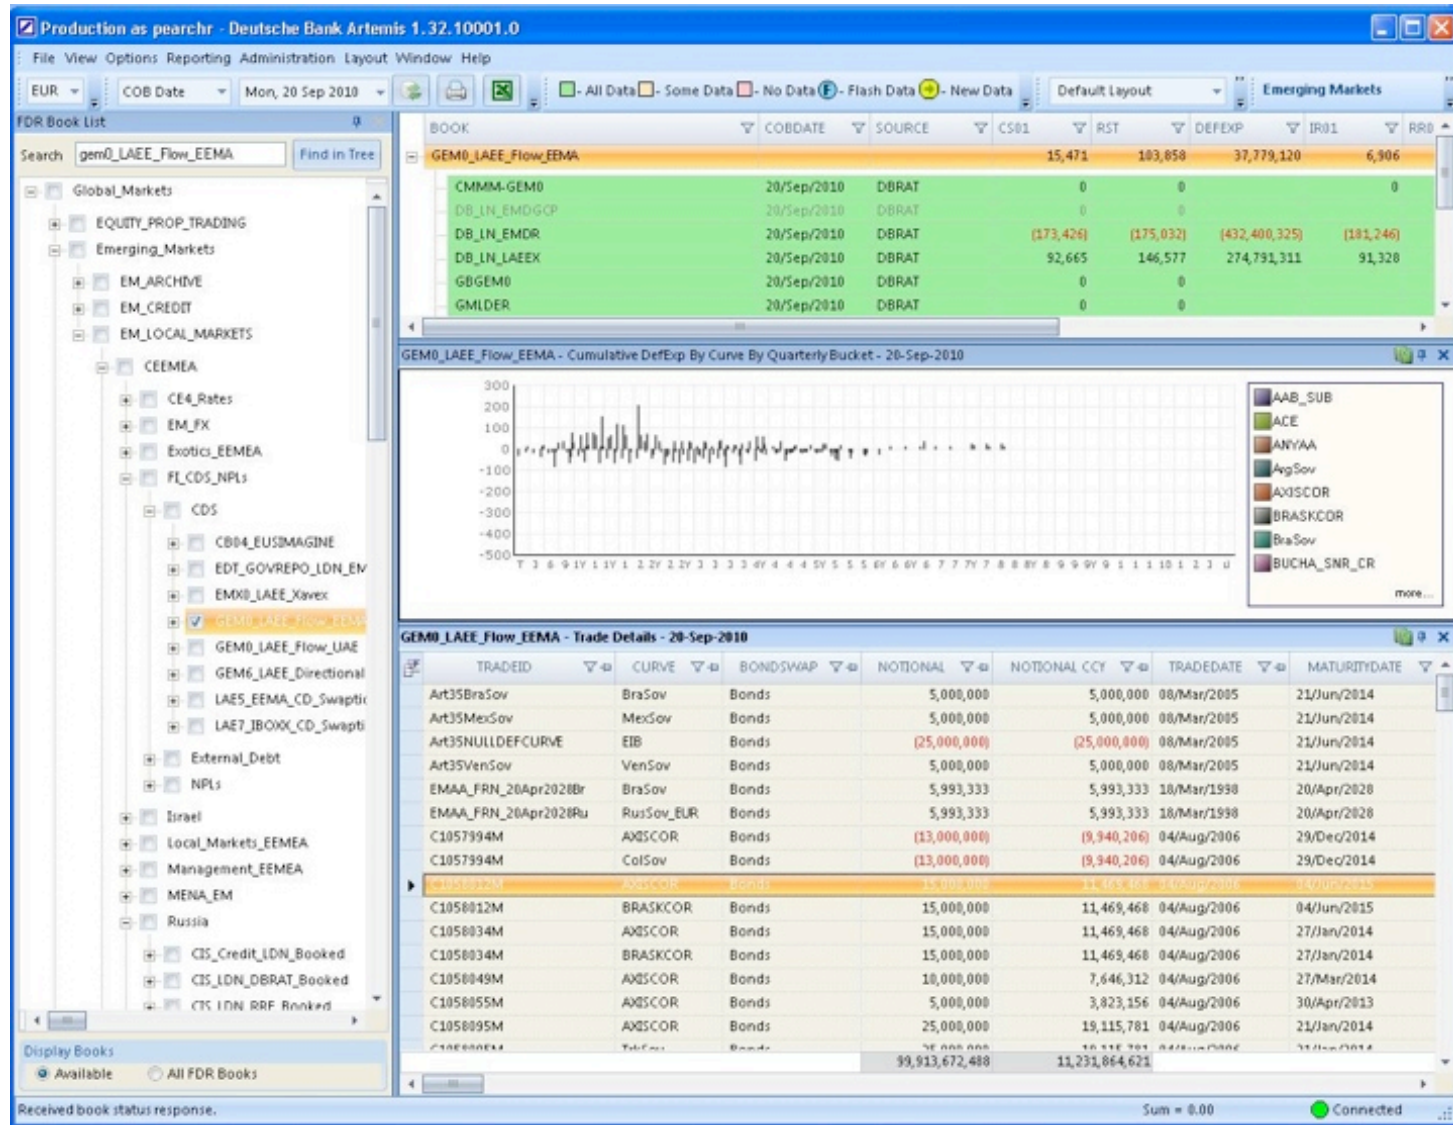 Production as pearchr - Deutsche Bank Artemis 1.32.10001.0
File View Options Reporting Administration Layout Window Help
EUR COB Date Mon, 20 Sep 2010 - All Data - Some Data - No Data F - Flash Data - New Data Default Layout Emerging Markets
FDR Book List
Search gem0_LAEE_Flow_EEMA Find in Tree
Global_Markets
EQUITY_PROP_TRADING
Emerging_Markets
EM_ARCHIVE
EM_CREDIT
EM_LOCAL_MARKETS
CEEMEA
CE4_Rates
EM_FX
Exotics_EEMEA
FI_CDS_NPLs
CDS
CB04_EUSIMAGINE
EDT_GOVREPO_LDN_EM
EMX0_LAEE_Xavex
GEM0_LAEE_Flow_EEMA
GEM0_LAEE_Flow_UAE
GEM6_LAEE_Directional
LAE5_EEMA_CD_Swaptic
LAE7_IBOXX_CD_Swapti
External_Debt
NPLs
Israel
Local_Markets_EEMEA
Management_EEMEA
MENA_EM
Russia
CIS_Credit_LDN_Booked
CIS_LDN_DBRAT_Booked
CIS_LDN_RRE_Booked
Display Books
Available All FDR Books
BOOK COBDATE SOURCE CS01 RST DEFEXP IR01 RR0
GEM0_LAEE_Flow_EEMA 15,471 103,858 37,779,120 6,906
CMMM-GEM0 20/Sep/2010 DBRAT 0 0 0
DB_LN_EMDGCP 20/Sep/2010 DBRAT 0 0
DB_LN_EMDR 20/Sep/2010 DBRAT (173,426) (175,032) (432,400,325) (181,246)
DB_LN_LAEEX 20/Sep/2010 DBRAT 92,665 146,577 274,791,311 91,328
GBGEM0 20/Sep/2010 DBRAT 0 0
GMLDER 20/Sep/2010 DBRAT 0 0
GEM0_LAEE_Flow_EEMA - Cumulative DefExp By Curve By Quarterly Bucket - 20-Sep-2010
300
200
100
0
-100
-200
-300
-400
-500
AAB_SUB
ACE
ANYAA
ArgSov
AXISCOR
BRASKCOR
BraSov
BUCHA_SNR_CR
more...
GEM0_LAEE_Flow_EEMA - Trade Details - 20-Sep-2010
TRADEID CURVE BONDSWAP NOTIONAL NOTIONAL CCY TRADEDATE MATURITYDATE
Art35BraSov BraSov Bonds 5,000,000 5,000,000 08/Mar/2005 21/Jun/2014
Art35MexSov MexSov Bonds 5,000,000 5,000,000 08/Mar/2005 21/Jun/2014
Art35NULLDEFCURVE EIB Bonds (25,000,000) (25,000,000) 08/Mar/2005 21/Jun/2014
Art35VenSov VenSov Bonds 5,000,000 5,000,000 08/Mar/2005 21/Jun/2014
EMAA_FRN_20Apr2028Br BraSov Bonds 5,993,333 5,993,333 18/Mar/1998 20/Apr/2028
EMAA_FRN_20Apr2028Ru RusSov_EUR Bonds 5,993,333 5,993,333 18/Mar/1998 20/Apr/2028
C1057994M AXISCOR Bonds (13,000,000) (9,940,206) 04/Aug/2006 29/Dec/2014
C1057994M ColSov Bonds (13,000,000) (9,940,206) 04/Aug/2006 29/Dec/2014
C1058012M AXISCOR Bonds 15,000,000 11,469,468 04/Aug/2006 04/Jun/2015
C1058012M BRASKCOR Bonds 15,000,000 11,469,468 04/Aug/2006 04/Jun/2015
C1058034M AXISCOR Bonds 15,000,000 11,469,468 04/Aug/2006 27/Jan/2014
C1058034M BRASKCOR Bonds 15,000,000 11,469,468 04/Aug/2006 27/Jan/2014
C1058049M AXISCOR Bonds 10,000,000 7,646,312 04/Aug/2006 27/Mar/2014
C1058055M AXISCOR Bonds 5,000,000 3,823,156 04/Aug/2006 30/Apr/2013
C1058095M AXISCOR Bonds 25,000,000 19,115,781 04/Aug/2006 21/Jan/2014
99,913,672,488 11,231,864,621
Received book status response. Sum = 0.00 Connected